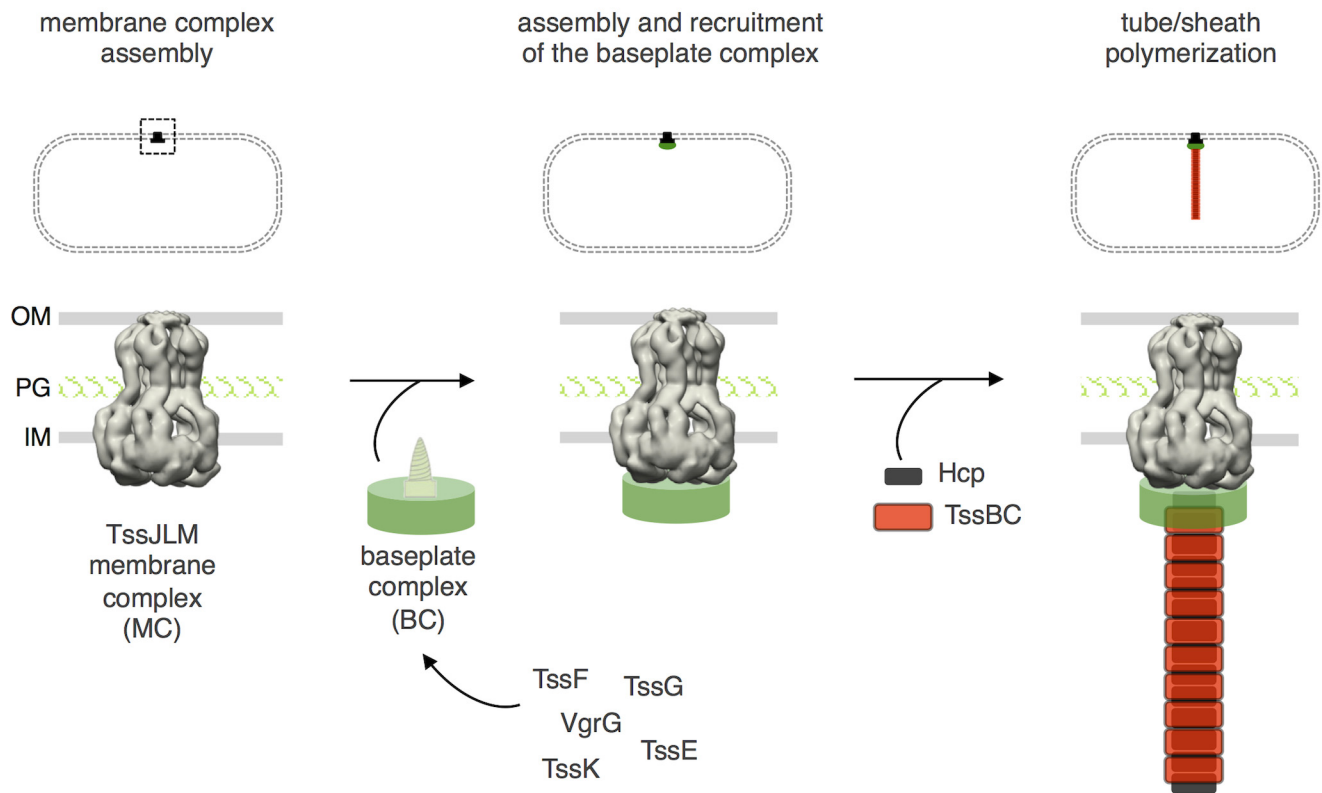 membrane complex
assembly
assembly and recruitment
of the baseplate complex
tube/sheath
polymerization
OM
PG
IM
TssJLM
membrane
complex
(MC)
baseplate
complex
(BC)
TssF
TssG
VgrG
TssE
TssK
Hcp
TssBC